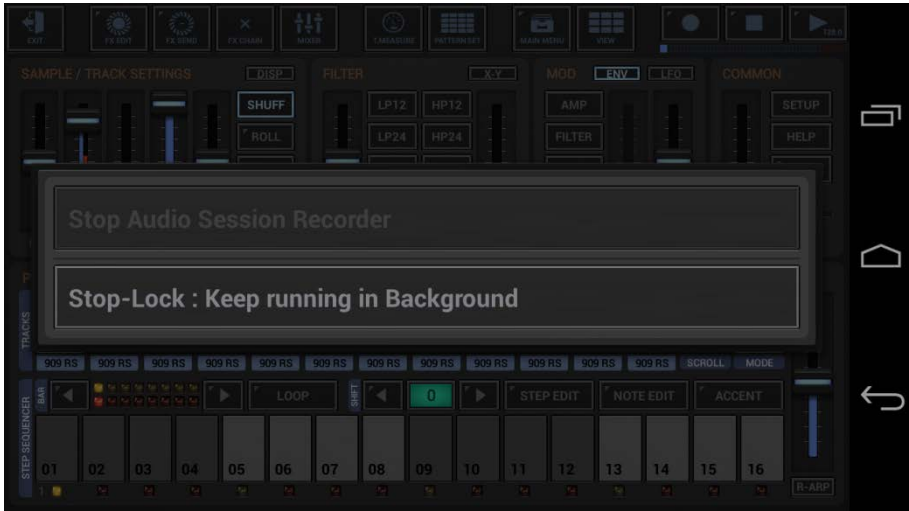 EXIT FX EDIT FX SEND FX CHAIN MIXER T.MEASURE PATTERN SET MAIN MENU VIEW 128.0
SAMPLE / TRACK SETTINGS DISP FILTER X-Y MOD ENV LFO COMMON
SHUFF LP12 HP12 AMP SETUP
ROLL LP24 HP24 FILTER HELP
Stop Audio Session Recorder
Stop-Lock : Keep running in Background
TRACKS
909 RS 909 RS 909 RS 909 RS 909 RS 909 RS 909 RS 909 RS 909 RS 909 RS 909 RS 909 RS SCROLL MODE
STEP SEQUENCER BAR LOOP SHIFT 0 STEP EDIT NOTE EDIT ACCENT
01 02 03 04 05 06 07 08 09 10 11 12 13 14 15 16
1 R-ARP